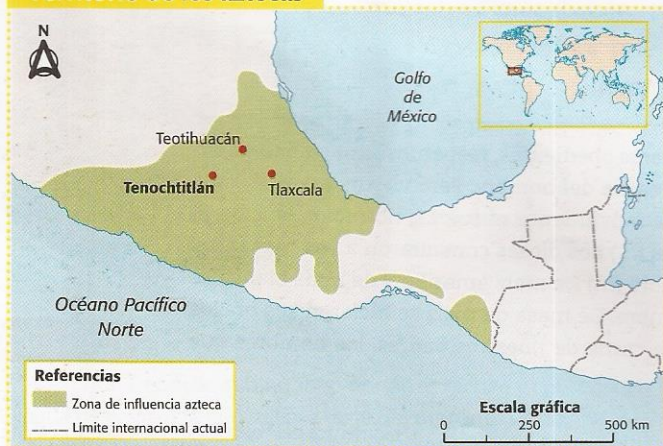 N
Golfo
de
México
Teotihuacán
Tenochtitlán
Tlaxcala
Océano Pacífico
Norte
Referencias
Zona de influencia azteca
Límite internacional actual
Escala gráfica
0 250 500 km